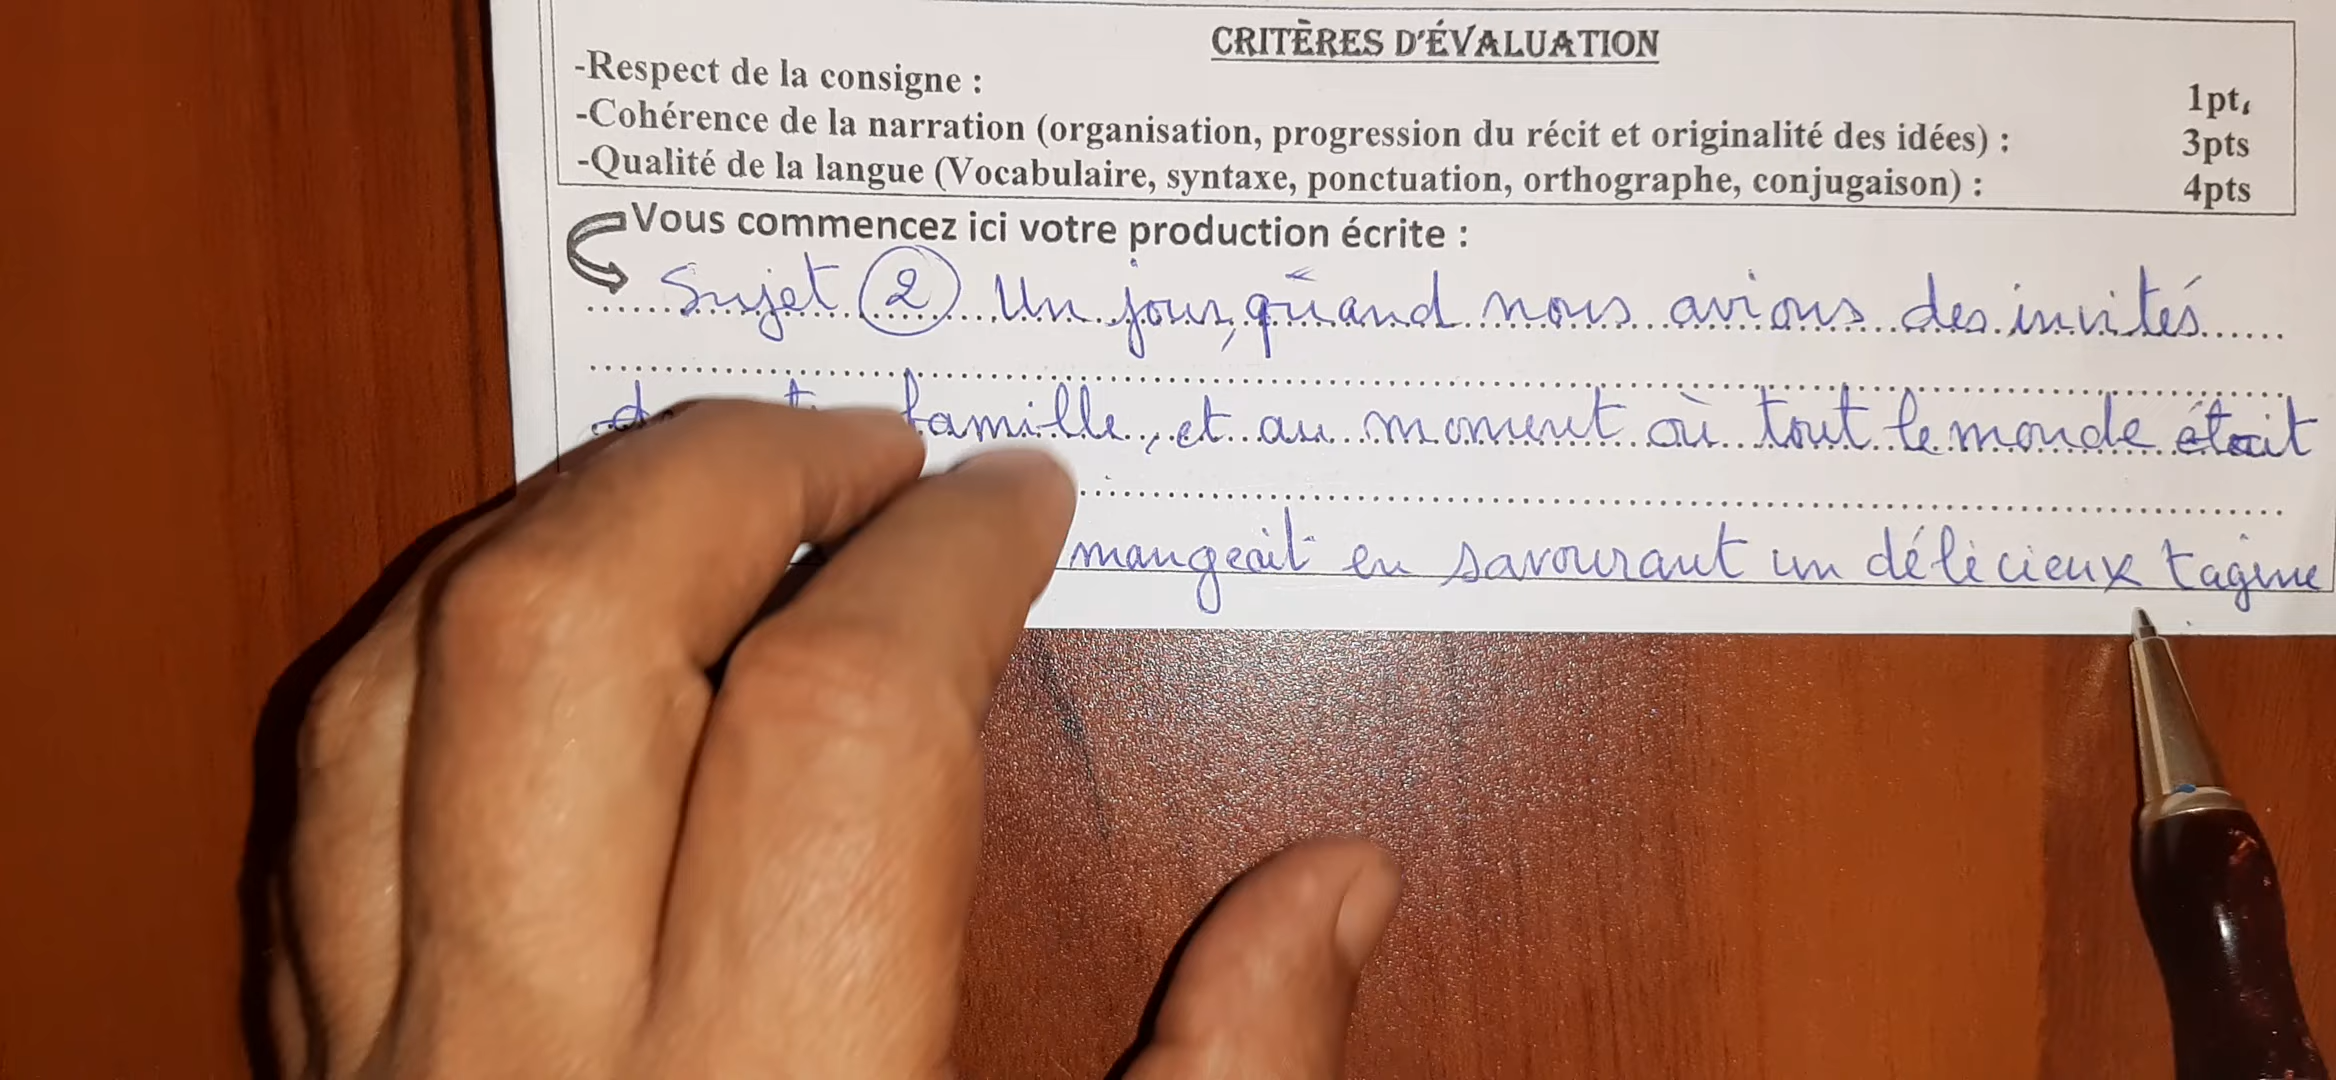 CRITÈRES D'ÉVALUATION
-Respect de la consigne : 1pt,
-Cohérence de la narration (organisation, progression du récit et originalité des idées) : 3pts
-Qualité de la langue (Vocabulaire, syntaxe, ponctuation, orthographe, conjugaison) : 4pts
Vous commencez ici votre production écrite :
Sujet 2 Un jour, quand nous avions des invités
famille, et au moment où tout le monde était
mangeait en savourant un délicieux tagine